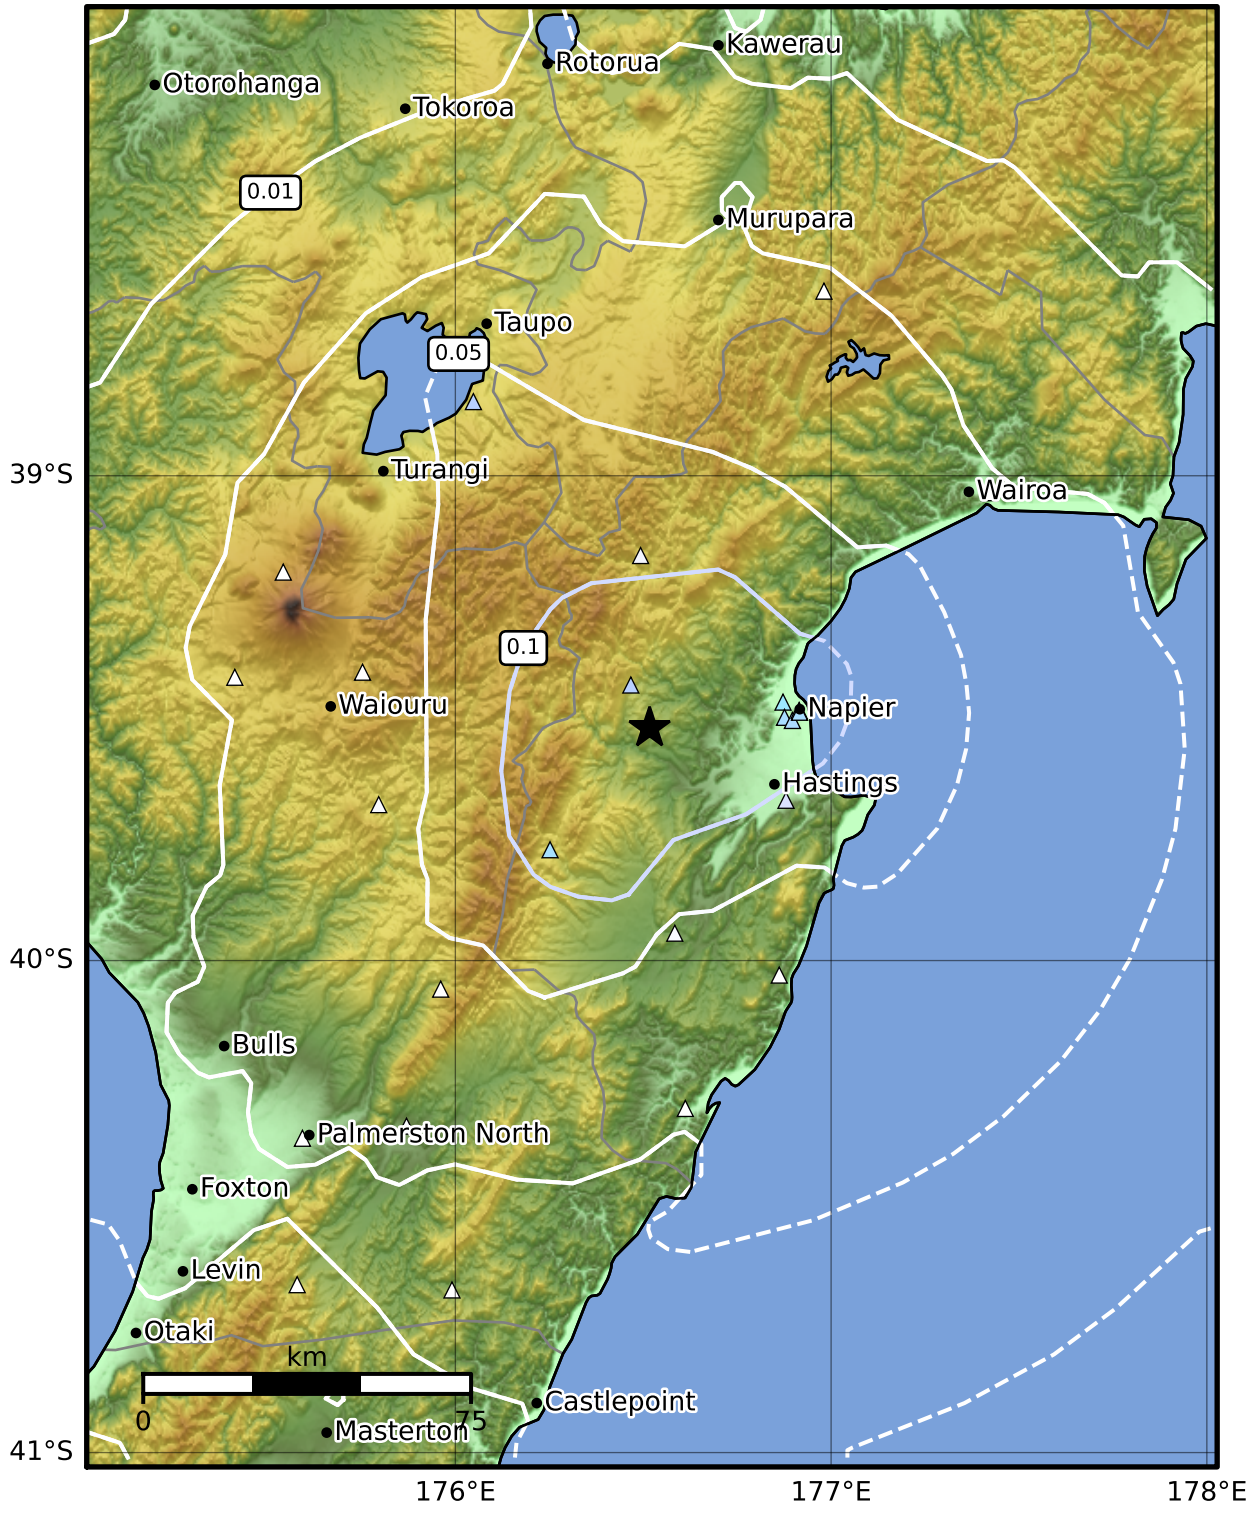 Kawerau
Rotorua
Otorohanga
Tokoroa
0.01
Murupara
Taupo
0.05
Turangi
39°S
Wairoa
0.1
Waiouru
Napier
Hastings
40°S
Bulls
Palmerston North
Foxton
Levin
Otaki
km
0
75
Castlepoint
Masterton
41°S
176°E
177°E
178°E